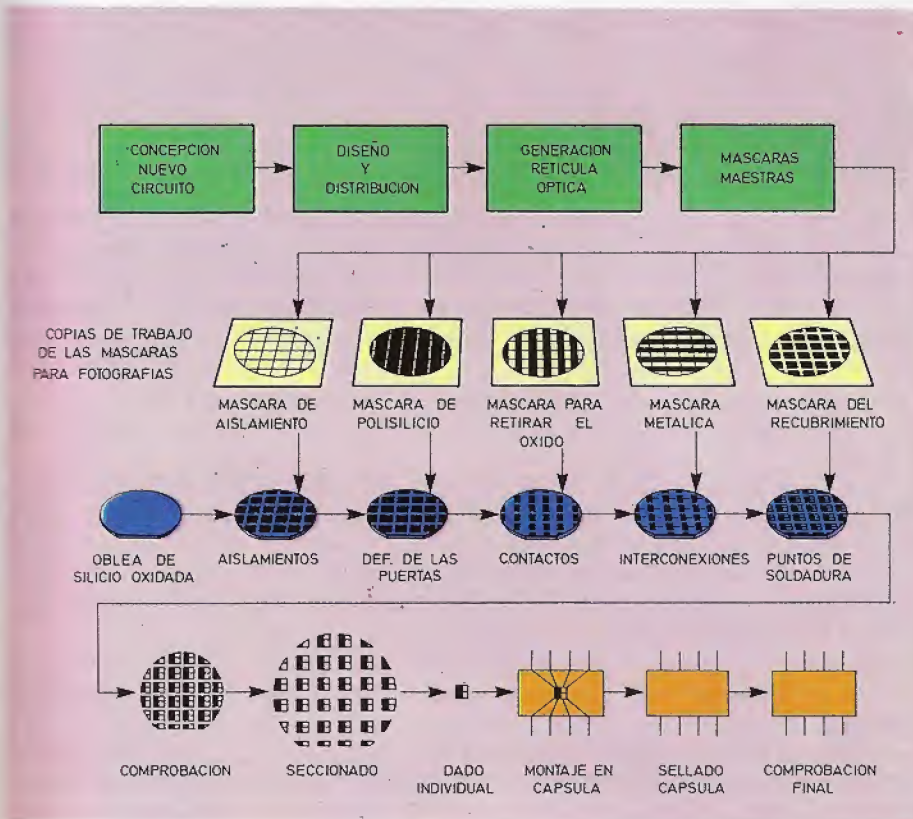 CONCEPCION
NUEVO
CIRCUITO
DISEÑO
Y
DISTRIBUCION
GENERACION
RETICULA
OPTICA
MASCARAS
MAESTRAS
COPIAS DE TRABAJO
DE LAS MASCARAS
PARA FOTOGRAFIAS
MASCARA DE
AISLAMIENTO
MASCARA DE
POLISILICIO
MASCARA PARA
RETIRAR EL
OXIDO
MASCARA
METALICA
MASCARA DEL
RECUBRIMIENTO
OBLEA DE
SILICIO OXIDADA
AISLAMIENTOS
DEF. DE LAS
PUERTAS
CONTACTOS
INTERCONEXIONES
PUNTOS DE
SOLDADURA
COMPROBACION
SECCIONADO
DADO
INDIVIDUAL
MONTAJE EN
CAPSULA
SELLADO
CAPSULA
COMPROBACION
FINAL